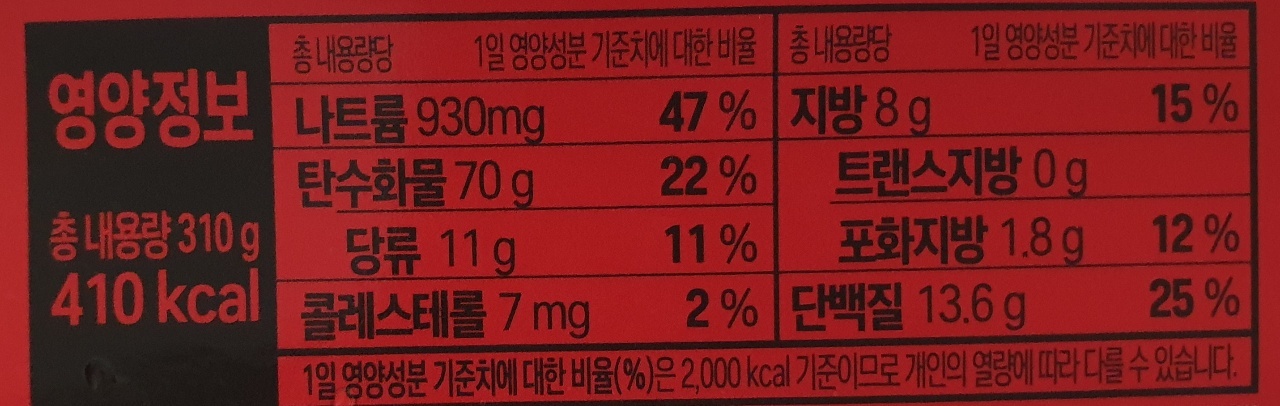 영양정보
총 내용량 310 g
410 kcal
총 내용량당 1일 영양성분 기준치에 대한 비율
나트륨 930mg 47 %
탄수화물 70 g 22 %
당류 11 g 11 %
콜레스테롤 7 mg 2 %
총 내용량당 1일 영양성분 기준치에 대한 비율
지방 8 g 15 %
트랜스지방 0 g
포화지방 1.8 g 12 %
단백질 13.6 g 25 %
1일 영양성분 기준치에 대한 비율(%)은 2,000 kcal 기준이므로 개인의 열량에 따라 다를 수 있습니다.